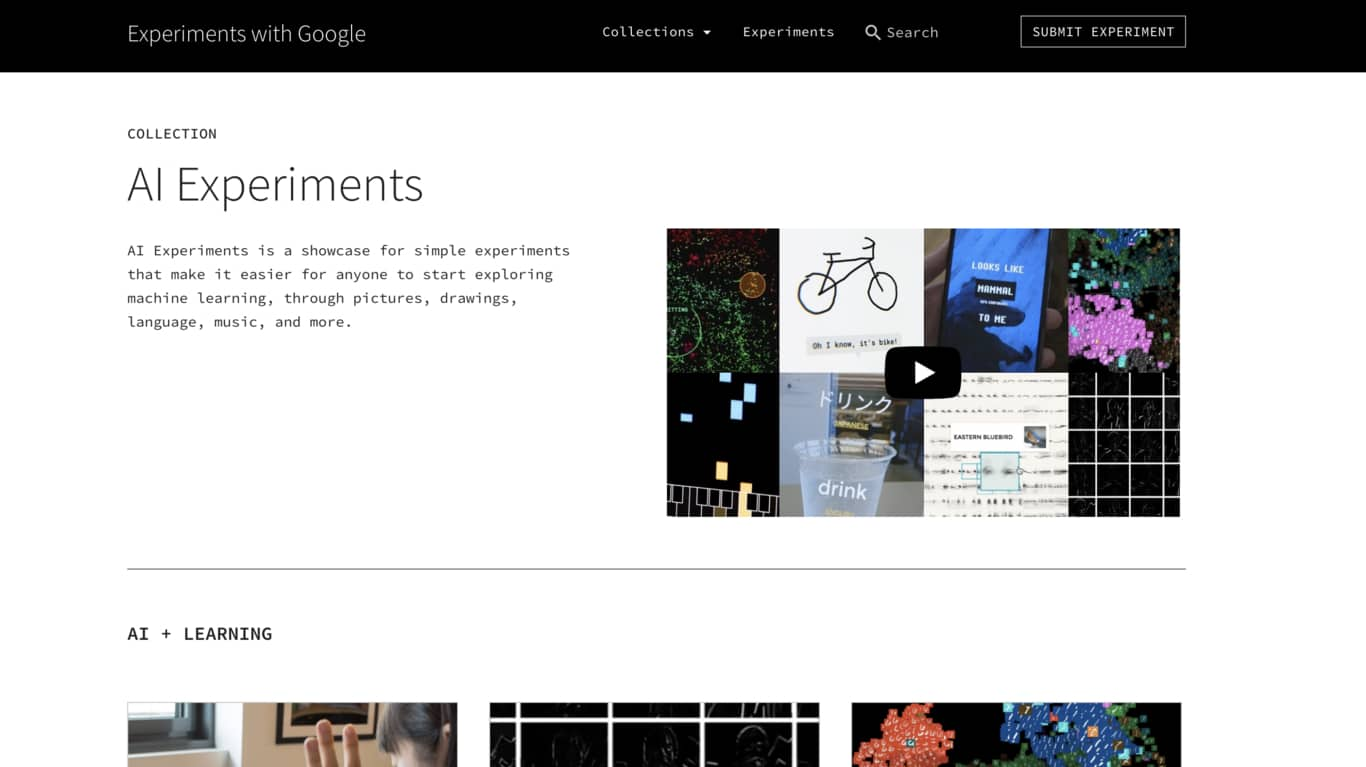 Experiments with Google
Collections
Experiments
Search
SUBMIT EXPERIMENT
COLLECTION
AI Experiments
AI Experiments is a showcase for simple experiments
that make it easier for anyone to start exploring
machine learning, through pictures, drawings,
language, music, and more.
LOOKS LIKE
MAMMAL
TO ME
Oh I know, it's bike!
ドリンク
JAPANESE
drink
ENGLISH
EASTERN BLUEBIRD
AI + LEARNING